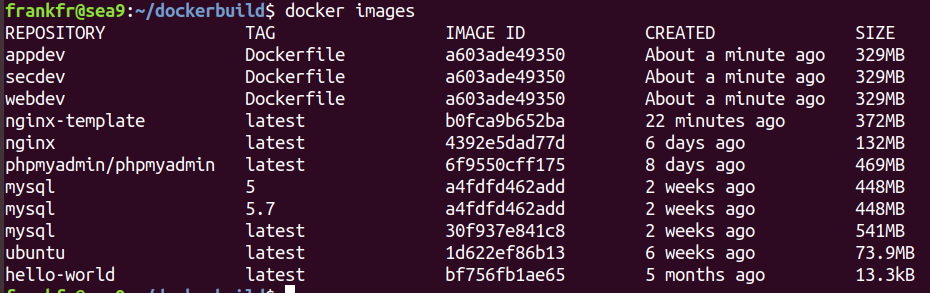 frankfr@sea9:~/dockerbuild$ docker images
REPOSITORY TAG IMAGE ID CREATED SIZE
appdev Dockerfile a603ade49350 About a minute ago 329MB
secdev Dockerfile a603ade49350 About a minute ago 329MB
webdev Dockerfile a603ade49350 About a minute ago 329MB
nginx-template latest b0fca9b652ba 22 minutes ago 372MB
nginx latest 4392e5dad77d 6 days ago 132MB
phpmyadmin/phpmyadmin latest 6f9550cff175 8 days ago 469MB
mysql 5 a4fdfd462add 2 weeks ago 448MB
mysql 5.7 a4fdfd462add 2 weeks ago 448MB
mysql latest 30f937e841c8 2 weeks ago 541MB
ubuntu latest 1d622ef86b13 6 weeks ago 73.9MB
hello-world latest bf756fb1ae65 5 months ago 13.3kB
frankfr@sea9:~/dockerbuild$